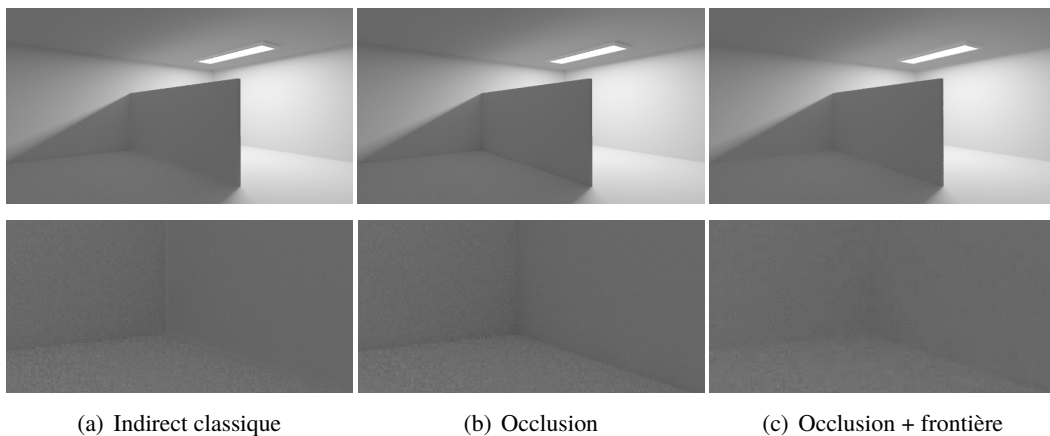 (a) Indirect classique
(b) Occlusion
(c) Occlusion + frontière